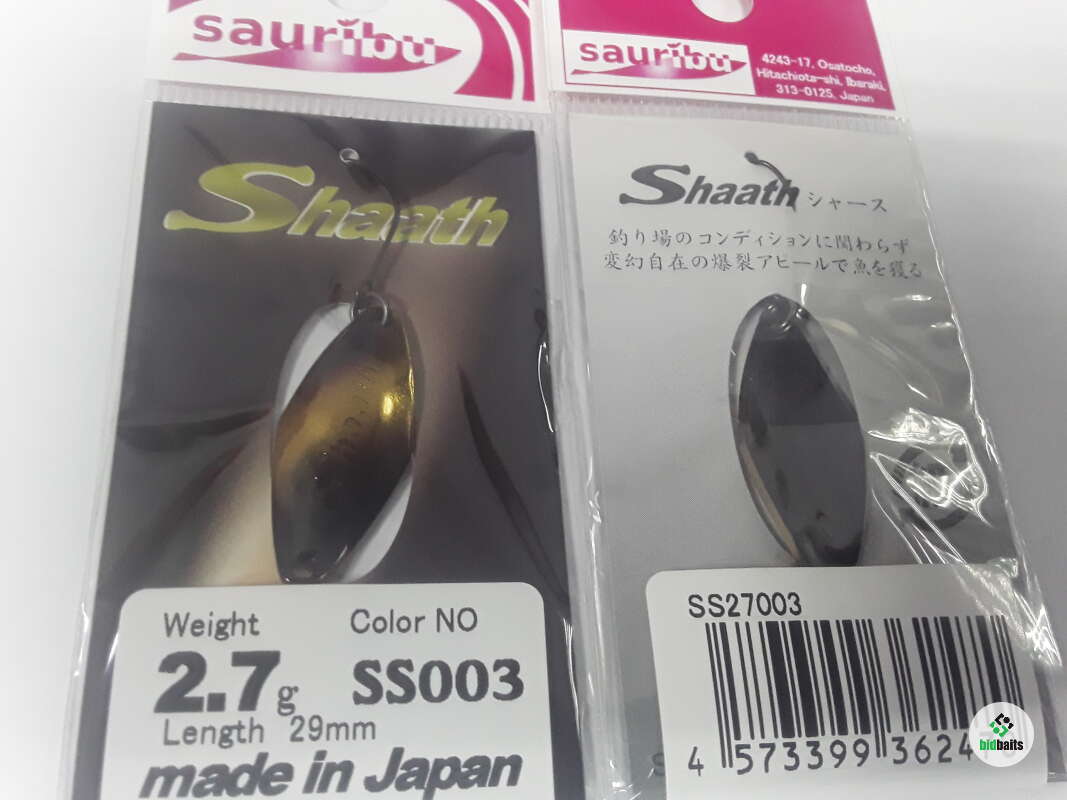 sauribu
Shaath
Weight Color NO
2.7g SS003
Length 29mm
made in Japan
sauribu
4243-17, Osatocho,
Hitachiota-shi, Ibaraki,
313-0125, Japan
Shaath シャース
釣り場のコンディションに関わらず
変幻自在の爆裂アピールで魚を獲る
SS27003
4 573399 3624
bidbaits